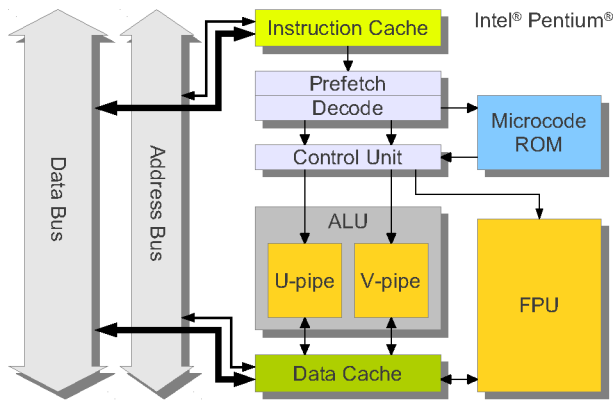 Instruction Cache
Intel® Pentium®
Prefetch
Decode
Microcode
ROM
Control Unit
Data Bus
Address Bus
ALU
U-pipe
V-pipe
FPU
Data Cache